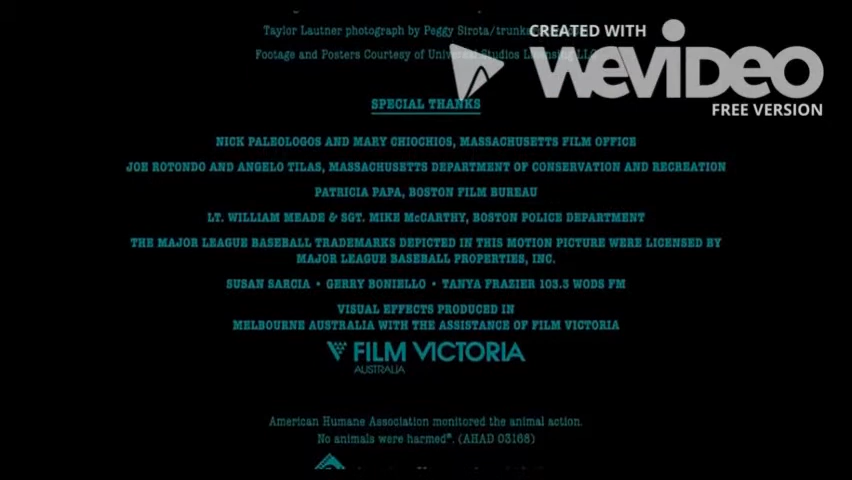 Taylor Lautner photograph by Peggy Sirota/trunk
CREATED WITH
WEVIDEO
FREE VERSION
Footage and Posters Courtesy of Universal Studios Licensing LLC
SPECIAL THANKS
NICK PALEOLOGOS AND MARY CHIOCHIOS, MASSACHUSETTS FILM OFFICE
JOE ROTONDO AND ANGELO TILAS, MASSACHUSETTS DEPARTMENT OF CONSERVATION AND RECREATION
PATRICIA PAPA, BOSTON FILM BUREAU
LT. WILLIAM MEADE & SGT. MIKE McCARTHY, BOSTON POLICE DEPARTMENT
THE MAJOR LEAGUE BASEBALL TRADEMARKS DEPICTED IN THIS MOTION PICTURE WERE LICENSED BY
MAJOR LEAGUE BASEBALL PROPERTIES, INC.
SUSAN SARCIA • GERRY BONIELLO • TANYA FRAZIER 103.3 WODS FM
VISUAL EFFECTS PRODUCED IN
MELBOURNE AUSTRALIA WITH THE ASSISTANCE OF FILM VICTORIA
FILM VICTORIA
AUSTRALIA
American Humane Association monitored the animal action.
No animals were harmed®. (AHAD 03168)